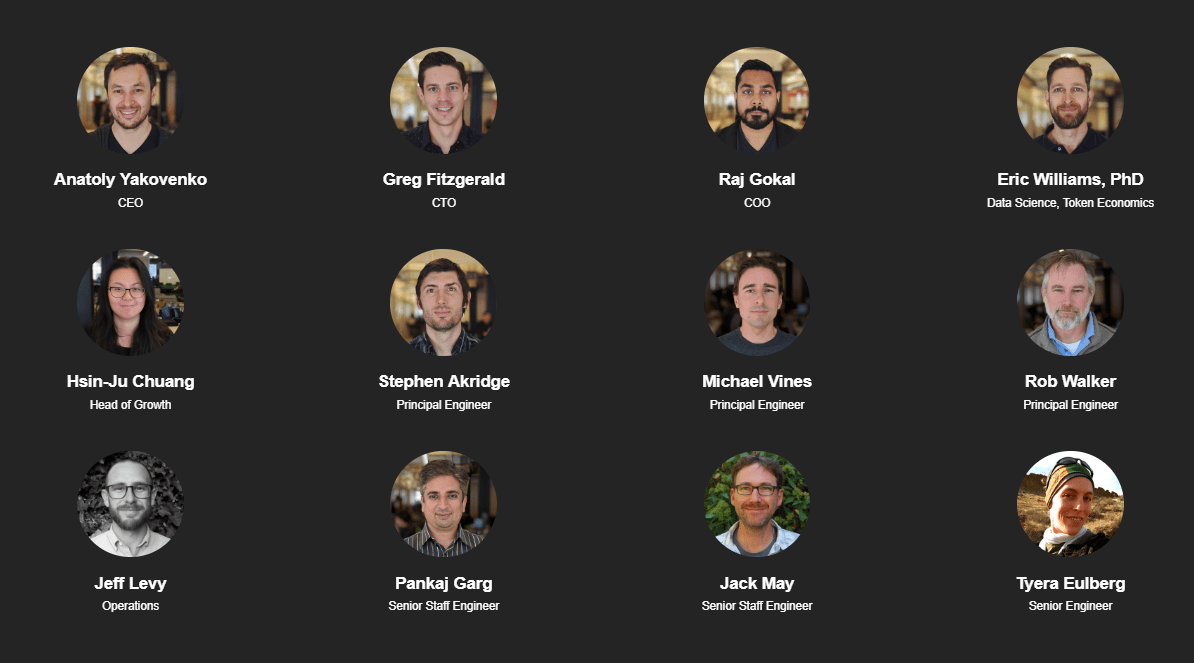 Anatoly Yakovenko
CEO
Greg Fitzgerald
CTO
Raj Gokal
COO
Eric Williams, PhD
Data Science, Token Economics
Hsin-Ju Chuang
Head of Growth
Stephen Akridge
Principal Engineer
Michael Vines
Principal Engineer
Rob Walker
Principal Engineer
Jeff Levy
Operations
Pankaj Garg
Senior Staff Engineer
Jack May
Senior Staff Engineer
Tyera Eulberg
Senior Engineer